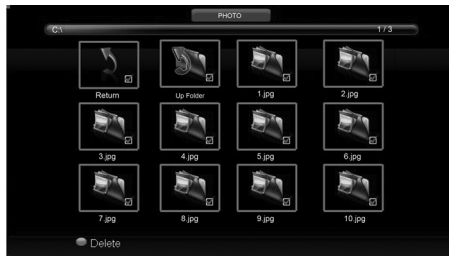 PHOTO
C:\ 1 / 3
Return Up Folder 1.jpg 2.jpg
3.jpg 4.jpg 5.jpg 6.jpg
7.jpg 8.jpg 9.jpg 10.jpg
Delete